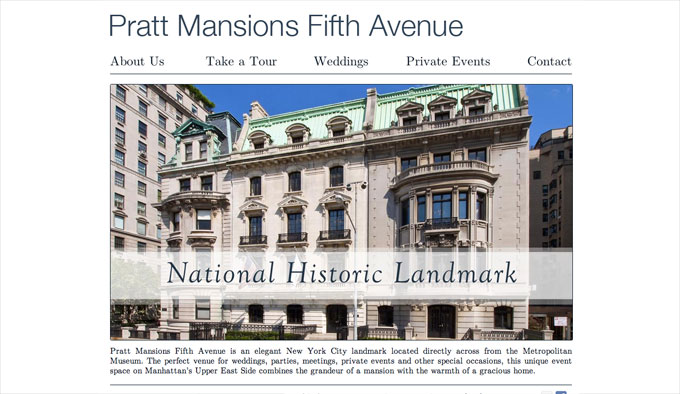 Pratt Mansions Fifth Avenue
About Us Take a Tour Weddings Private Events Contact
National Historic Landmark
Pratt Mansions Fifth Avenue is an elegant New York City landmark located directly across from the Metropolitan
Museum. The perfect venue for weddings, parties, meetings, private events and other special occasions, this unique event
space on Manhattan's Upper East Side combines the grandeur of a mansion with the warmth of a gracious home.